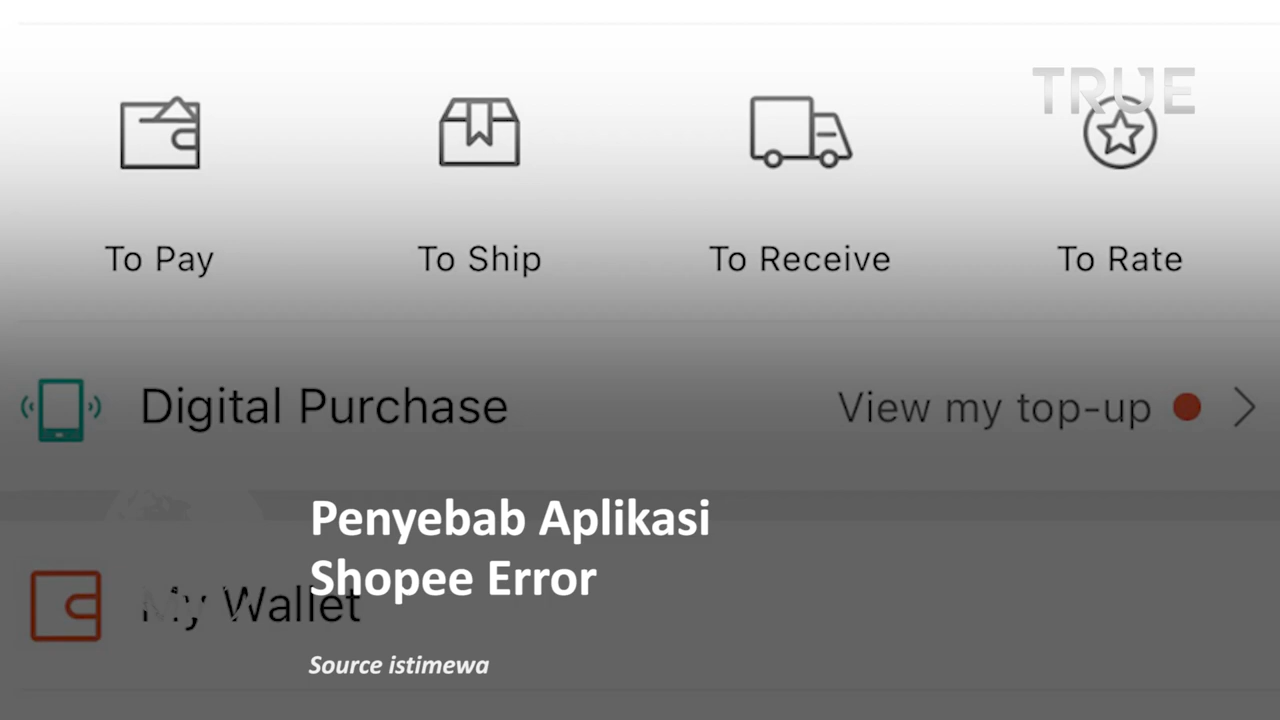 TRUE
To Pay
To Ship
To Receive
To Rate
Digital Purchase
View my top-up
Penyebab Aplikasi
Shopee Error
My Wallet
Source istimewa